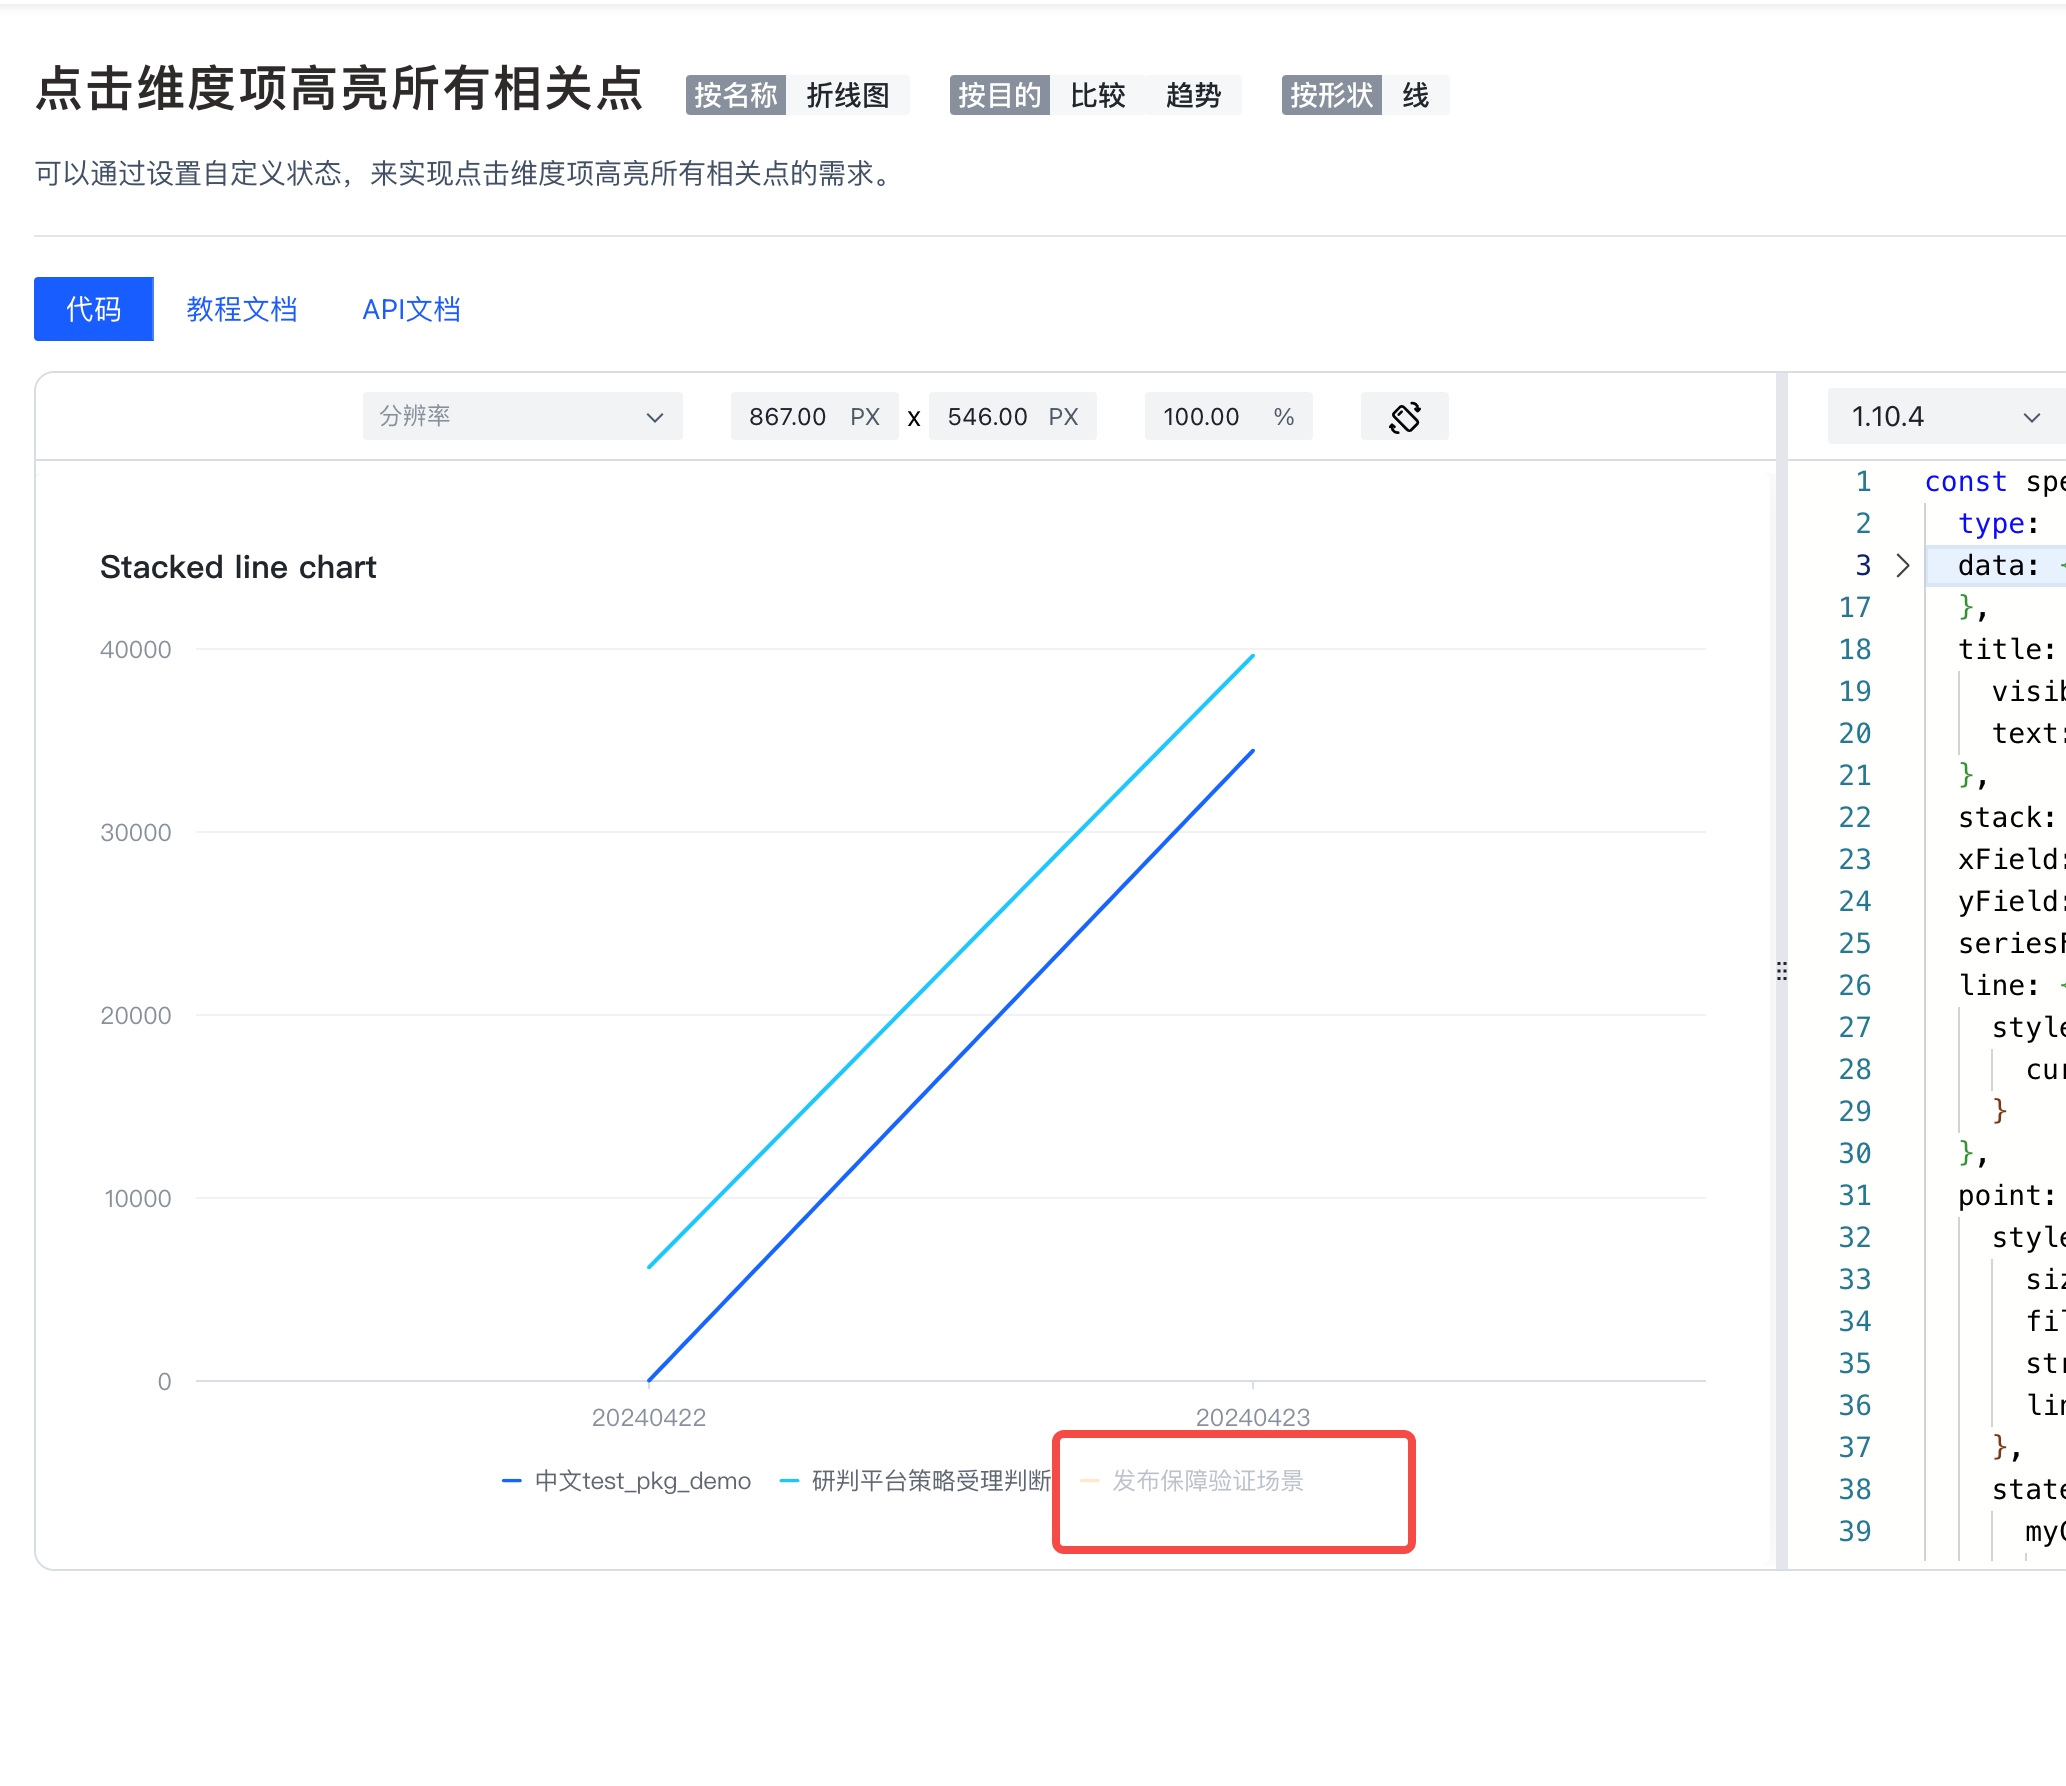 点击维度项高亮所有相关点 按名称 折线图 按目的 比较 趋势 按形状 线
可以通过设置自定义状态，来实现点击维度项高亮所有相关点的需求。
代码 教程文档 API文档
分辨率 867.00 PX x 546.00 PX 100.00 %
Stacked line chart
40000
30000
20000
10000
0
20240422 20240423
中文test_pkg_demo 研判平台策略受理判断 发布保障验证场景
1.10.4
1 const spe
2 type:
3 data: {
17 },
18 title:
19 visib
20 text:
21 },
22 stack:
23 xField:
24 yField:
25 seriesF
26 line: {
27 style
28 cur
29 }
30 },
31 point:
32 style
33 siz
34 fil
35 str
36 lin
37 },
38 state
39 myC